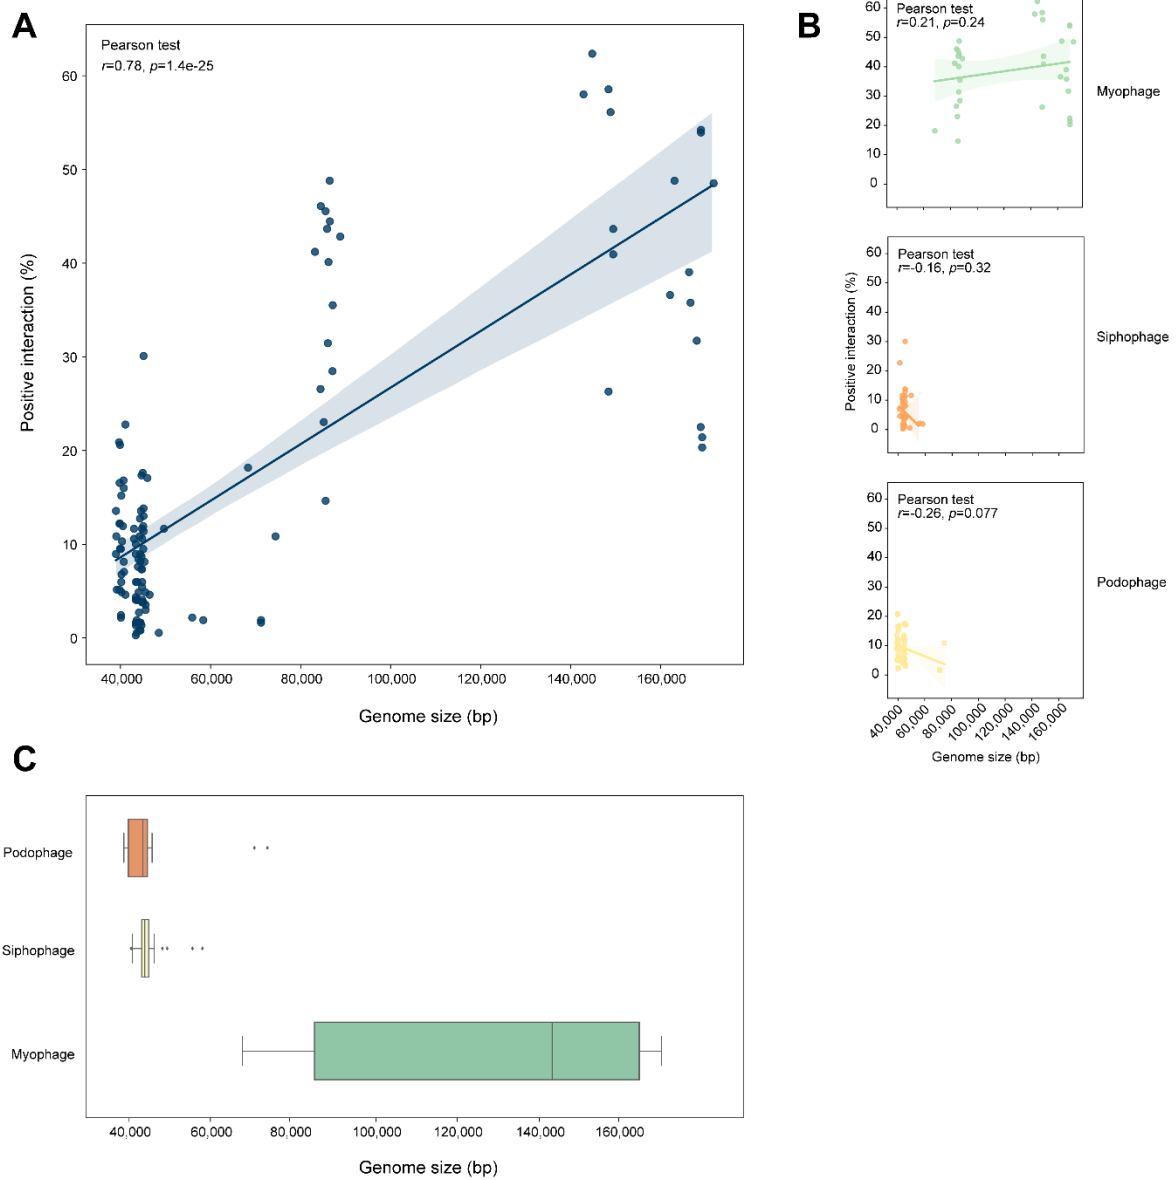 A
Pearson test
r=0.78, p=1.4e-25
60
50
40
30
20
10
0
Positive interaction (%)
40,000
60,000
80,000
100,000
120,000
140,000
160,000
Genome size (bp)
B
60
50
40
30
20
10
0
Pearson test
r=0.21, p=0.24
Myophage
60
50
40
30
20
10
0
Pearson test
r=-0.16, p=0.32
Positive interaction (%)
Siphophage
60
50
40
30
20
10
0
Pearson test
r=-0.26, p=0.077
Podophage
40,000
60,000
80,000
100,000
120,000
140,000
160,000
Genome size (bp)
C
Podophage
Siphophage
Myophage
40,000
60,000
80,000
100,000
120,000
140,000
160,000
Genome size (bp)